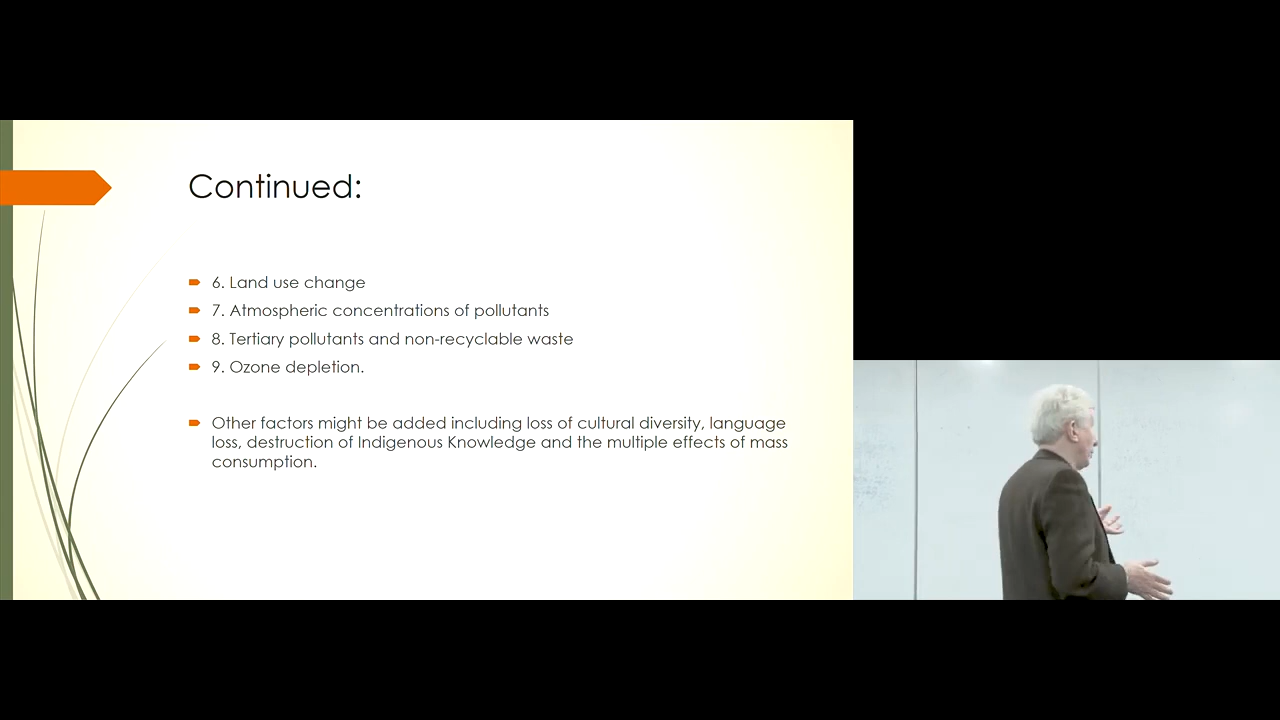 Continued:
6. Land use change
7. Atmospheric concentrations of pollutants
8. Tertiary pollutants and non-recyclable waste
9. Ozone depletion.
Other factors might be added including loss of cultural diversity, language
loss, destruction of Indigenous Knowledge and the multiple effects of mass
consumption.